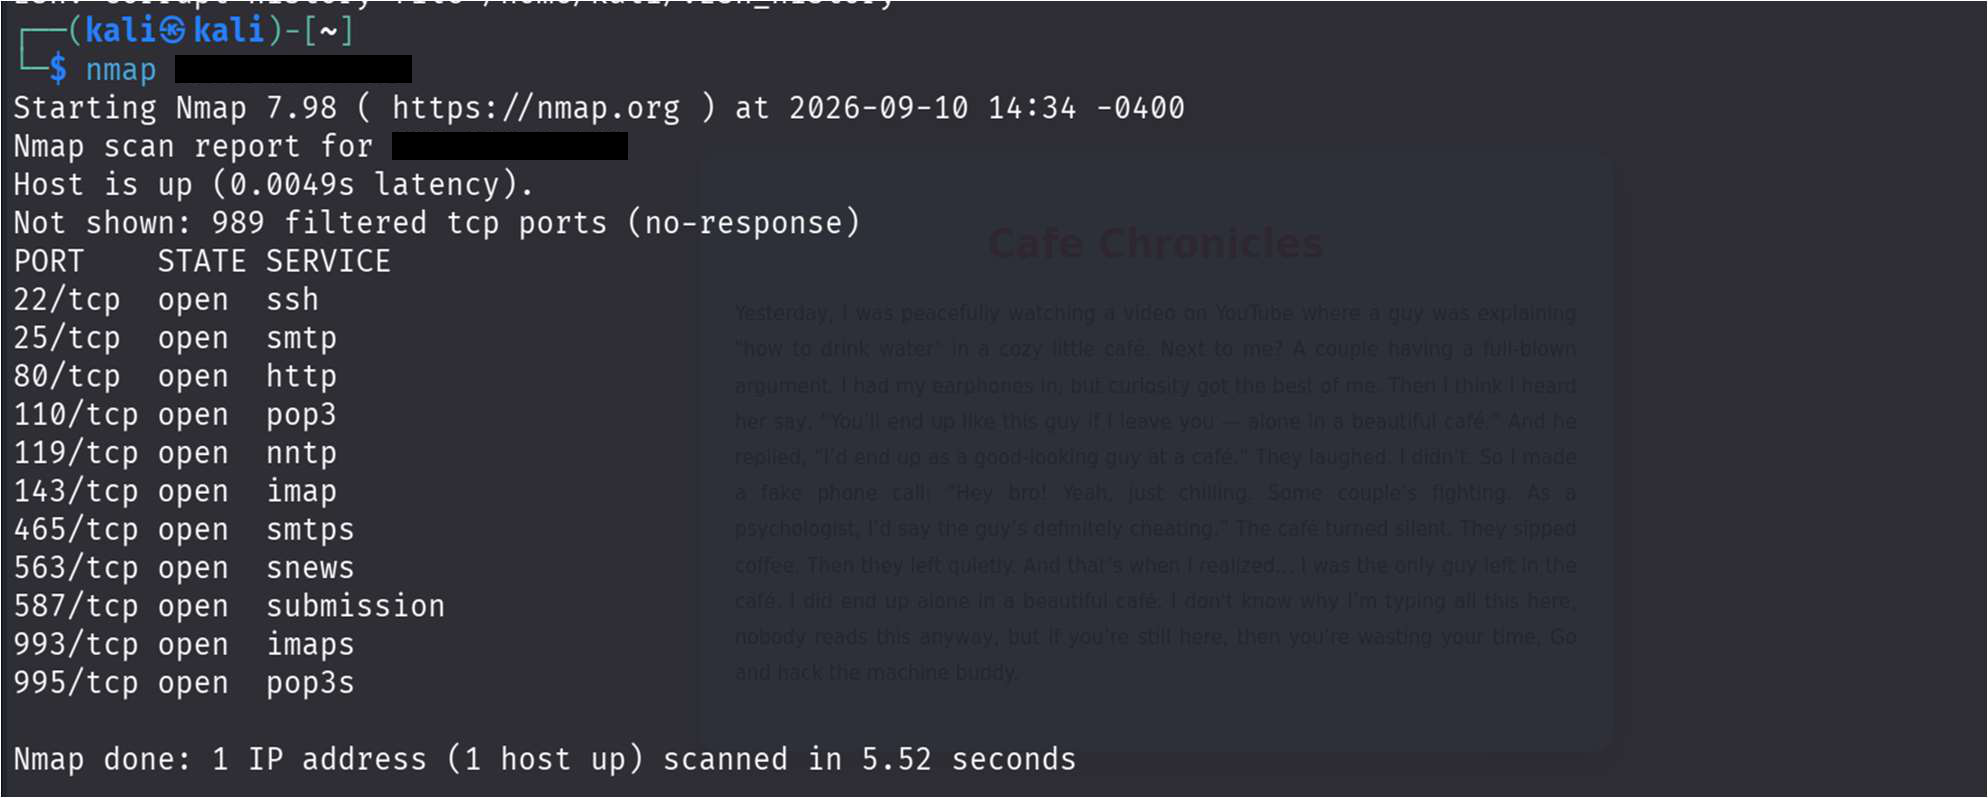 ┌──(kali㉿kali)-[~]
└─$ nmap
Starting Nmap 7.98 ( https://nmap.org ) at 2026-09-10 14:34 -0400
Nmap scan report for
Host is up (0.0049s latency).
Not shown: 989 filtered tcp ports (no-response)
PORT    STATE SERVICE
22/tcp  open  ssh
25/tcp  open  smtp
80/tcp  open  http
110/tcp open  pop3
119/tcp open  nntp
143/tcp open  imap
465/tcp open  smtps
563/tcp open  snews
587/tcp open  submission
993/tcp open  imaps
995/tcp open  pop3s
Nmap done: 1 IP address (1 host up) scanned in 5.52 seconds
Cafe Chronicles
Yesterday, I was peacefully watching a video on YouTube where a guy was explaining
"how to drink water" in a cozy little café. Next to me? A couple having a full-blown
argument. I had my earphones in, but curiosity got the best of me. Then I think I heard
her say, "You'll end up like this guy if I leave you — alone in a beautiful café." And he
replied, "I'd end up as a good-looking guy at a café." They laughed. I didn't. So I made
a fake phone call: "Hey bro! Yeah, just chilling. Some couple's fighting. As a
psychologist, I'd say the guy's definitely cheating." The café turned silent. They sipped
coffee. Then they left quietly. And that's when I realized... I was the only guy left in the
café. I did end up alone in a beautiful café. I don't know why I'm typing all this here,
nobody reads this anyway, but if you're still here, then you're wasting your time, Go
and hack the machine buddy.